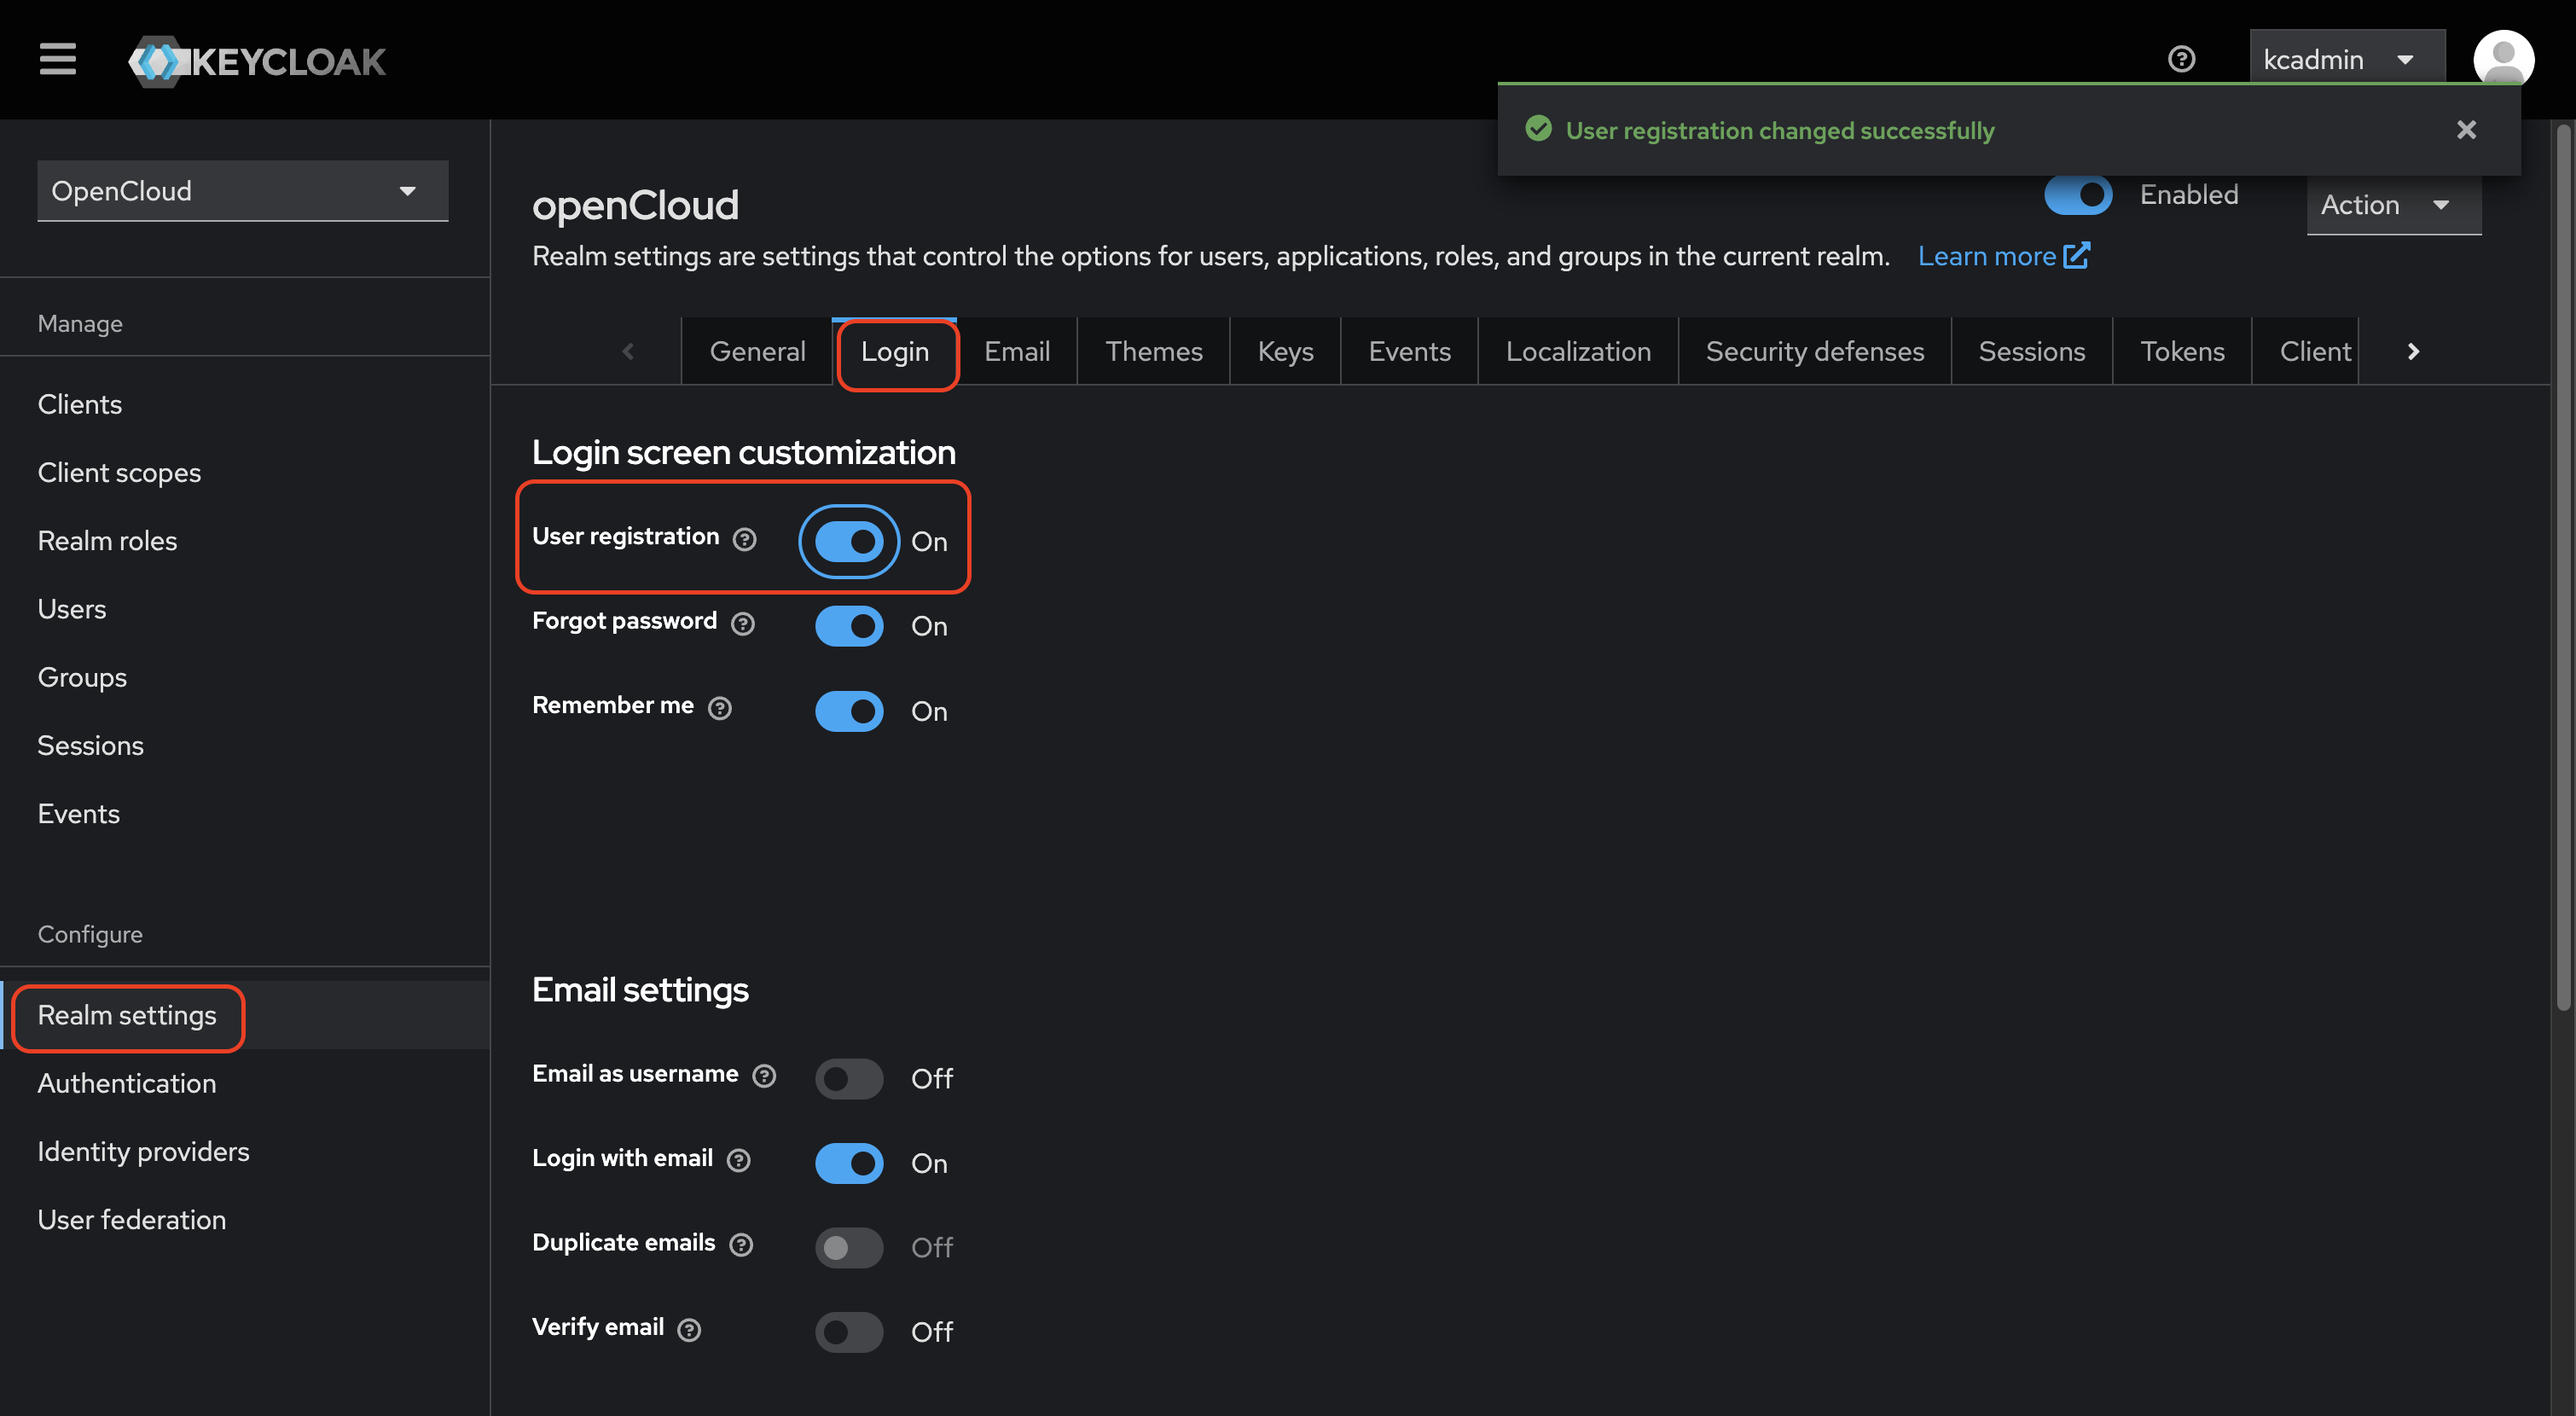 KEYCLOAK
kcadmin
User registration changed successfully
OpenCloud
Manage
Clients
Client scopes
Realm roles
Users
Groups
Sessions
Events
Configure
Realm settings
Authentication
Identity providers
User federation
openCloud
Enabled
Action
Realm settings are settings that control the options for users, applications, roles, and groups in the current realm. Learn more
General Login Email Themes Keys Events Localization Security defenses Sessions Tokens Client
Login screen customization
User registration On
Forgot password On
Remember me On
Email settings
Email as username Off
Login with email On
Duplicate emails Off
Verify email Off